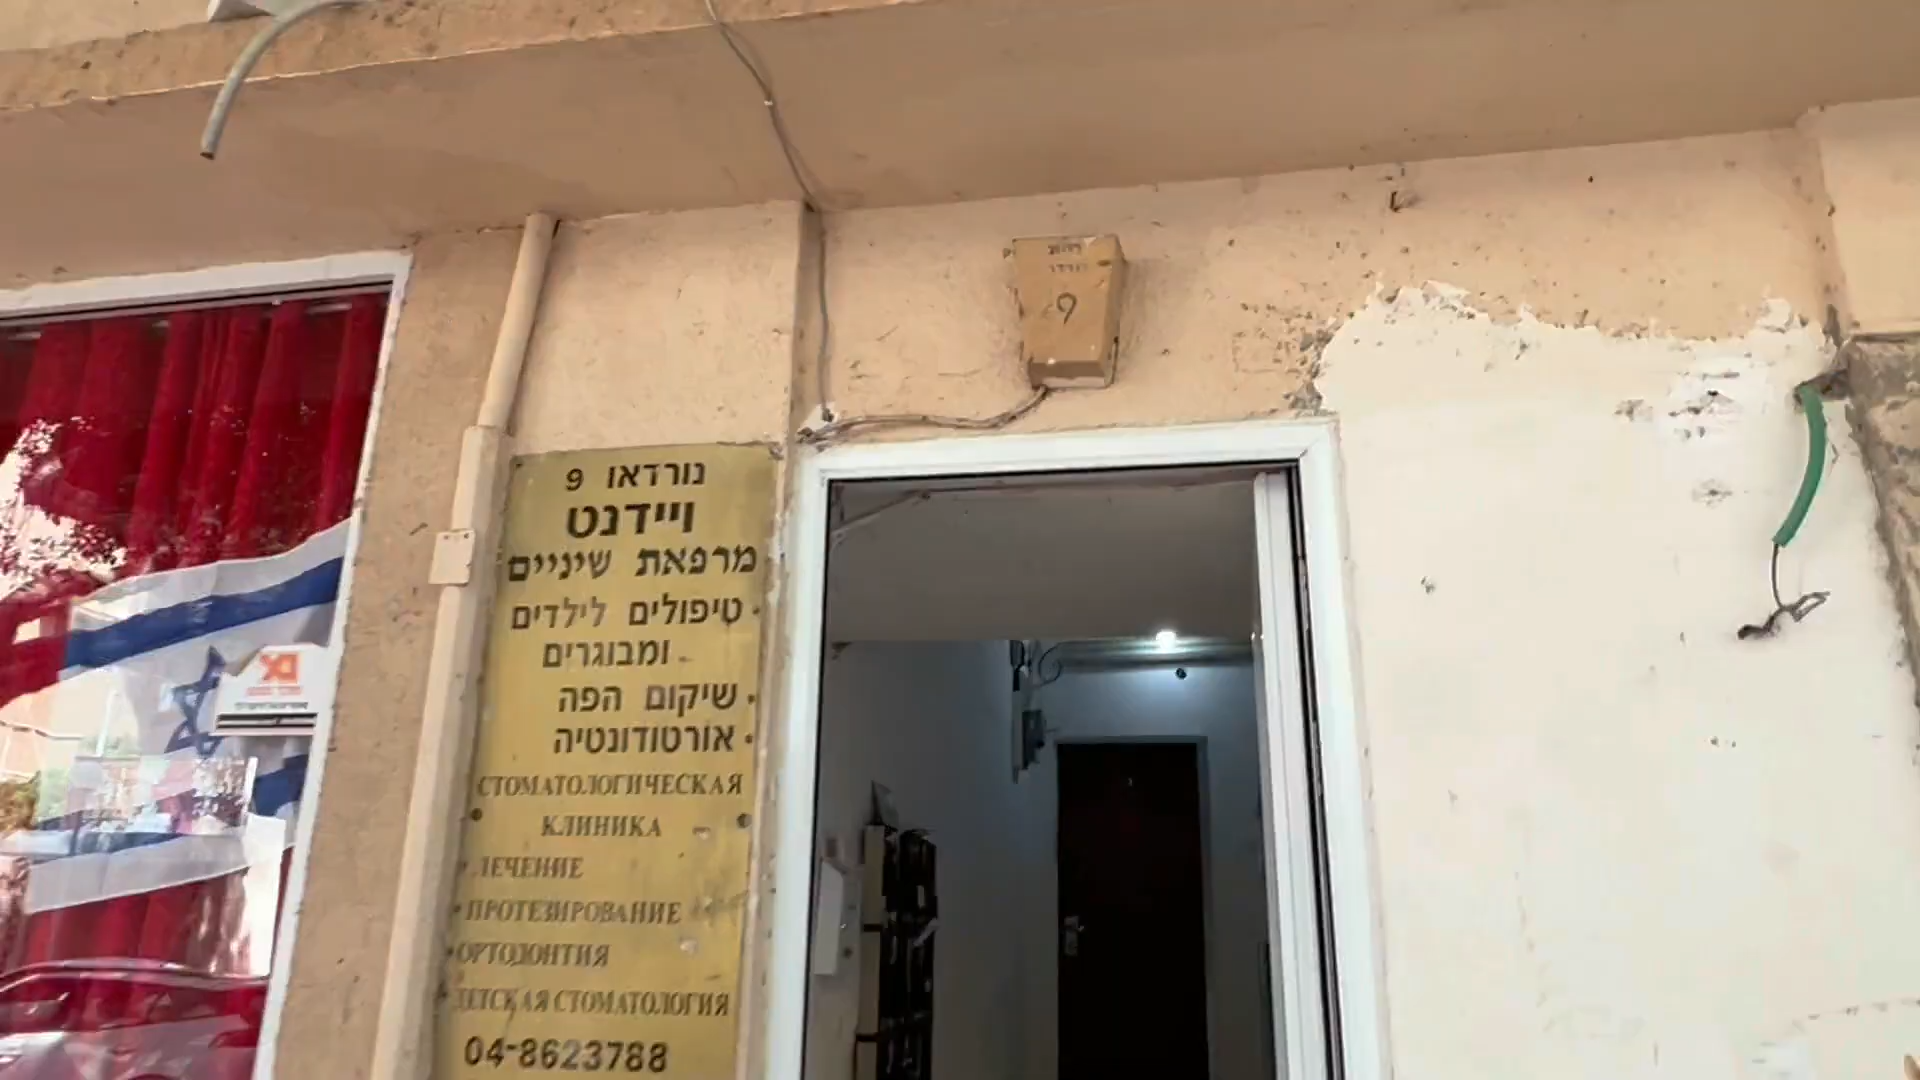 9
נורדאו 9
ויידנט
מרפאת שיניים
• טיפולים לילדים
ומבוגרים
• שיקום הפה
• אורטודונטיה
СТОМАТОЛОГИЧЕСКАЯ
КЛИНИКА
• ЛЕЧЕНИЕ
• ПРОТЕЗИРОВАНИЕ
• ОРТОДОНТИЯ
ДЕТСКАЯ СТОМАТОЛОГИЯ
04-8623788